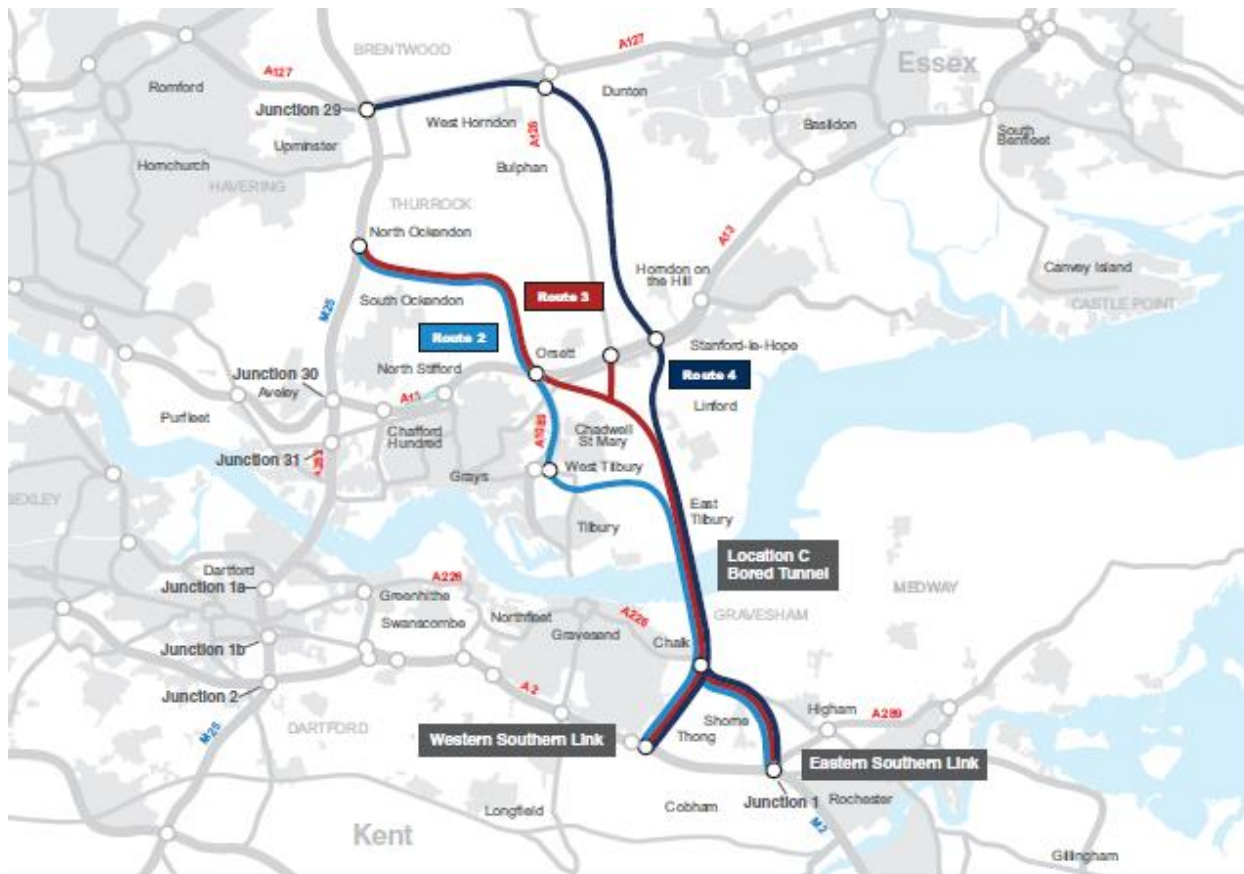 BRENTWOOD
A127
Essex
A127
Romford
Junction 29
Dunton
West Horndon
Basildon
Upminster
A128
South
Benfleet
Hornchurch
Bulphan
HAVERING
THURROCK
North Ockendon
A13
Horndon on
the Hill
Canvey Island
M25
South Ockendon
Route 3
CASTLE POINT
Route 2
Orsett
Stanford-le-Hope
North Stifford
Junction 30
Aveley
Route 4
A13
Linford
Purfleet
Chafford
Hundred
A1089
Chadwell
St Mary
Junction 31
Grays
West Tilbury
East
Tilbury
Tilbury
Location C
Bored Tunnel
Dartford
Junction 1a
A226
MEDWAY
Greenhithe
Northfleet
GRAVESHAM
Swanscombe
Gravesend
A226
Chalk
Junction 1b
Junction 2
A2
Higham
A289
Shorne
DARTFORD
M25
Western Southern Link
Thong
Eastern Southern Link
Junction 1
Rochester
Longfield
Cobham
M2
Kent
Gillingham